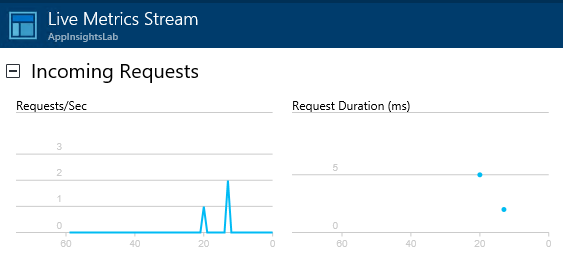 Live Metrics Stream
AppInsightsLab
Incoming Requests
Requests/Sec
3
2
1
0
60
40
20
0
Request Duration (ms)
5
0
60
40
20
0